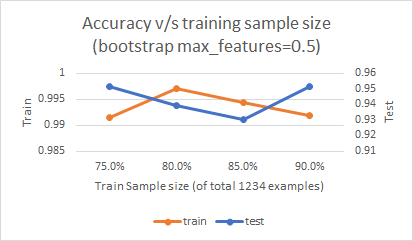 Accuracy v/s training sample size
(bootstrap max_features=0.5)
1
0.995
0.99
0.985
Train
0.96
0.95
0.94
0.93
0.92
0.91
Test
75.0% 80.0% 85.0% 90.0%
Train Sample size (of total 1234 examples)
train test